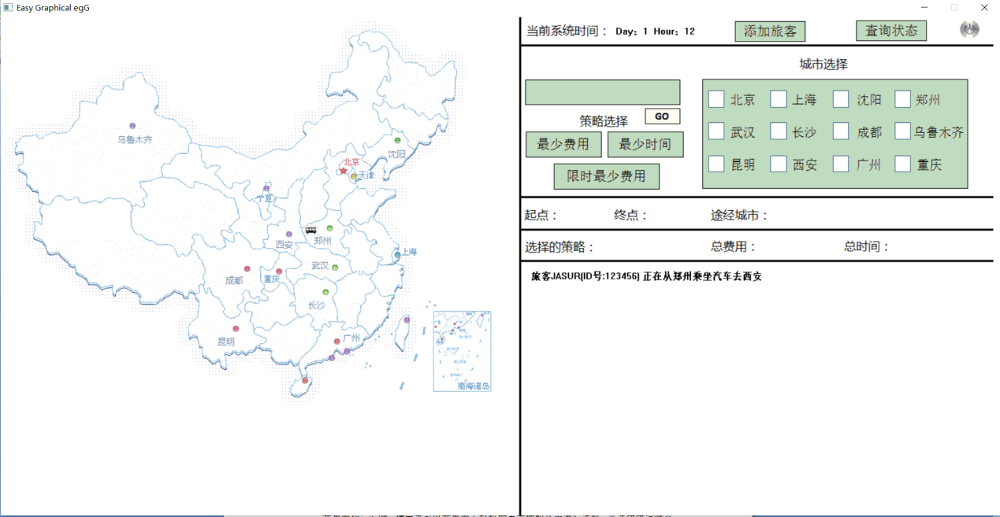 Easy Graphical egG
当前系统时间： Day: 1 Hour: 12
添加旅客
查询状态
城市选择
策略选择
GO
最少费用
最少时间
限时最少费用
北京
上海
沈阳
郑州
武汉
长沙
成都
乌鲁木齐
昆明
西安
广州
重庆
起点：
终点：
途经城市：
选择的策略：
总费用：
总时间：
旅客JASUR(ID号:123456) 正在从郑州乘坐汽车去西安
乌鲁木齐
沈阳
北京
天津
宁夏
西安
郑州
上海
武汉
成都
重庆
长沙
昆明
广州
南海诸岛